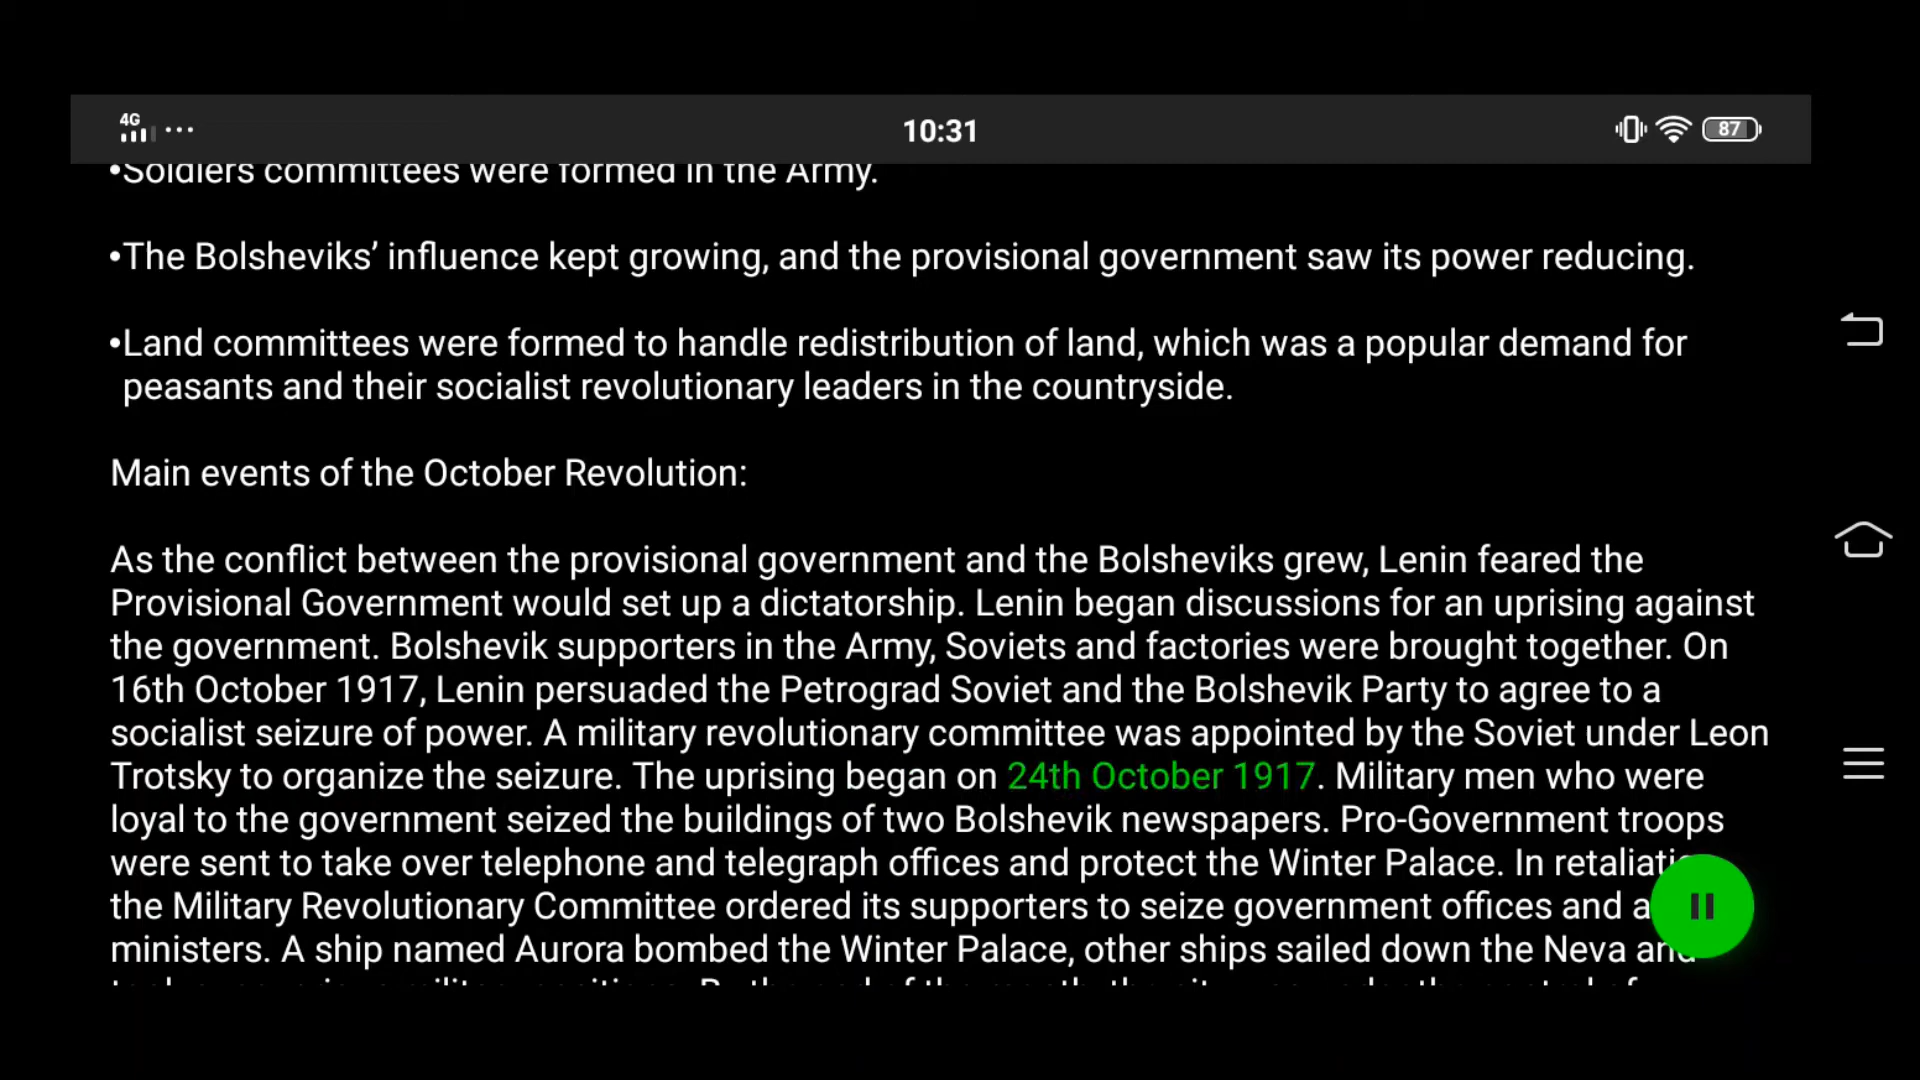 4G
10:31
87
•Soldiers committees were formed in the Army.
•The Bolsheviks’ influence kept growing, and the provisional government saw its power reducing.
•Land committees were formed to handle redistribution of land, which was a popular demand for
peasants and their socialist revolutionary leaders in the countryside.
Main events of the October Revolution:
As the conflict between the provisional government and the Bolsheviks grew, Lenin feared the
Provisional Government would set up a dictatorship. Lenin began discussions for an uprising against
the government. Bolshevik supporters in the Army, Soviets and factories were brought together. On
16th October 1917, Lenin persuaded the Petrograd Soviet and the Bolshevik Party to agree to a
socialist seizure of power. A military revolutionary committee was appointed by the Soviet under Leon
Trotsky to organize the seizure. The uprising began on 24th October 1917. Military men who were
loyal to the government seized the buildings of two Bolshevik newspapers. Pro-Government troops
were sent to take over telephone and telegraph offices and protect the Winter Palace. In
the Military Revolutionary Committee ordered its supporters to seize government offices and
ministers. A ship named Aurora bombed the Winter Palace, other ships sailed down the Neva and